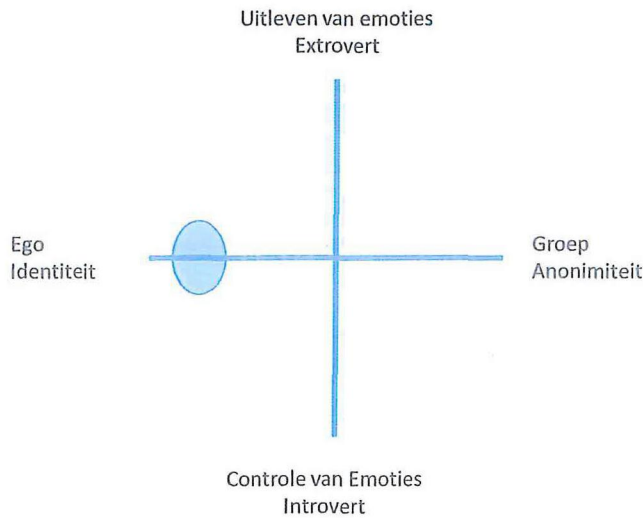 Uitleven van emoties
Extrovert
Ego
Identiteit
Groep
Anonimiteit
Controle van Emoties
Introvert